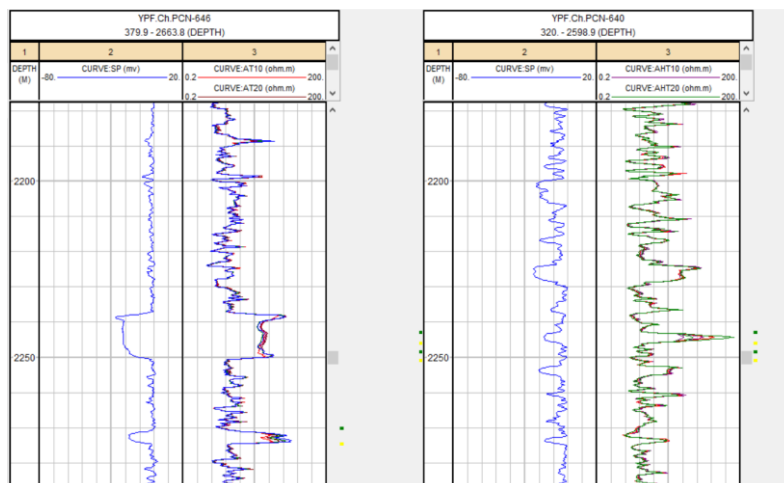 YPF.Ch.PCN-646
379.9 - 2663.8 (DEPTH)
1 2 3
DEPTH (M)
-80. CURVE:SP (mv) 20.
0.2 CURVE:AT10 (ohm.m) 200.
0.2 CURVE:AT20 (ohm.m) 200.
2200
2250
YPF.Ch.PCN-640
320. - 2598.9 (DEPTH)
1 2 3
DEPTH (M)
-80. CURVE:SP (mv) 20.
0.2 CURVE:AHT10 (ohm.m) 200.
0.2 CURVE:AHT20 (ohm.m) 200.
2200
2250